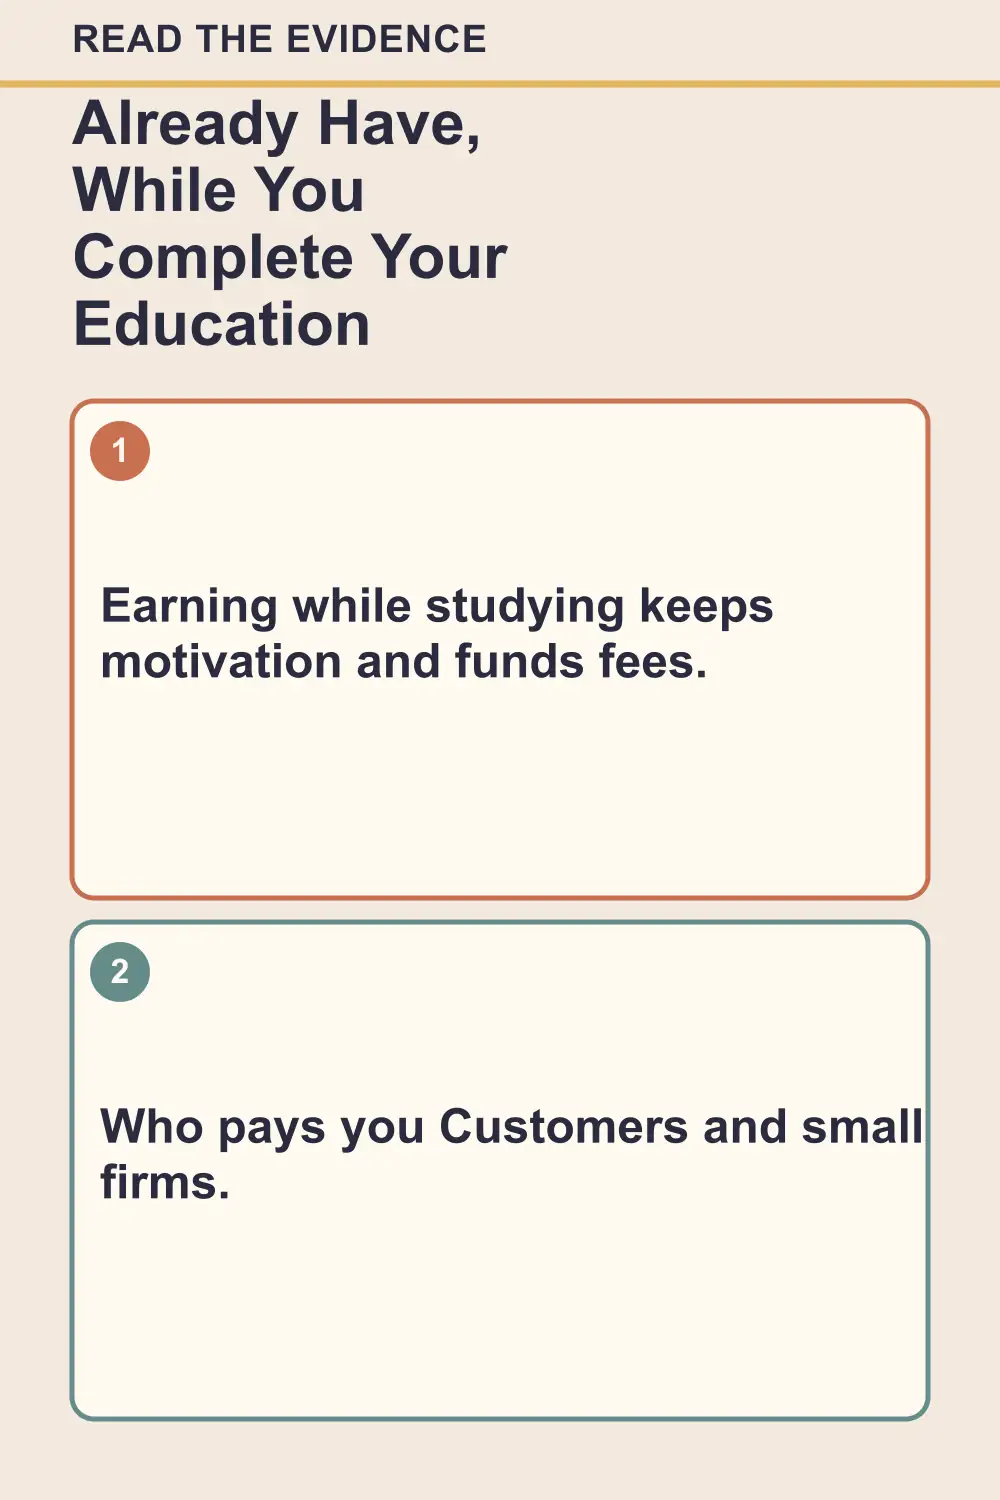 READ THE EVIDENCE
Already Have,
While You
Complete Your
Education
1
Earning while studying keeps
motivation and funds fees.
2
Who pays you Customers and small
firms.